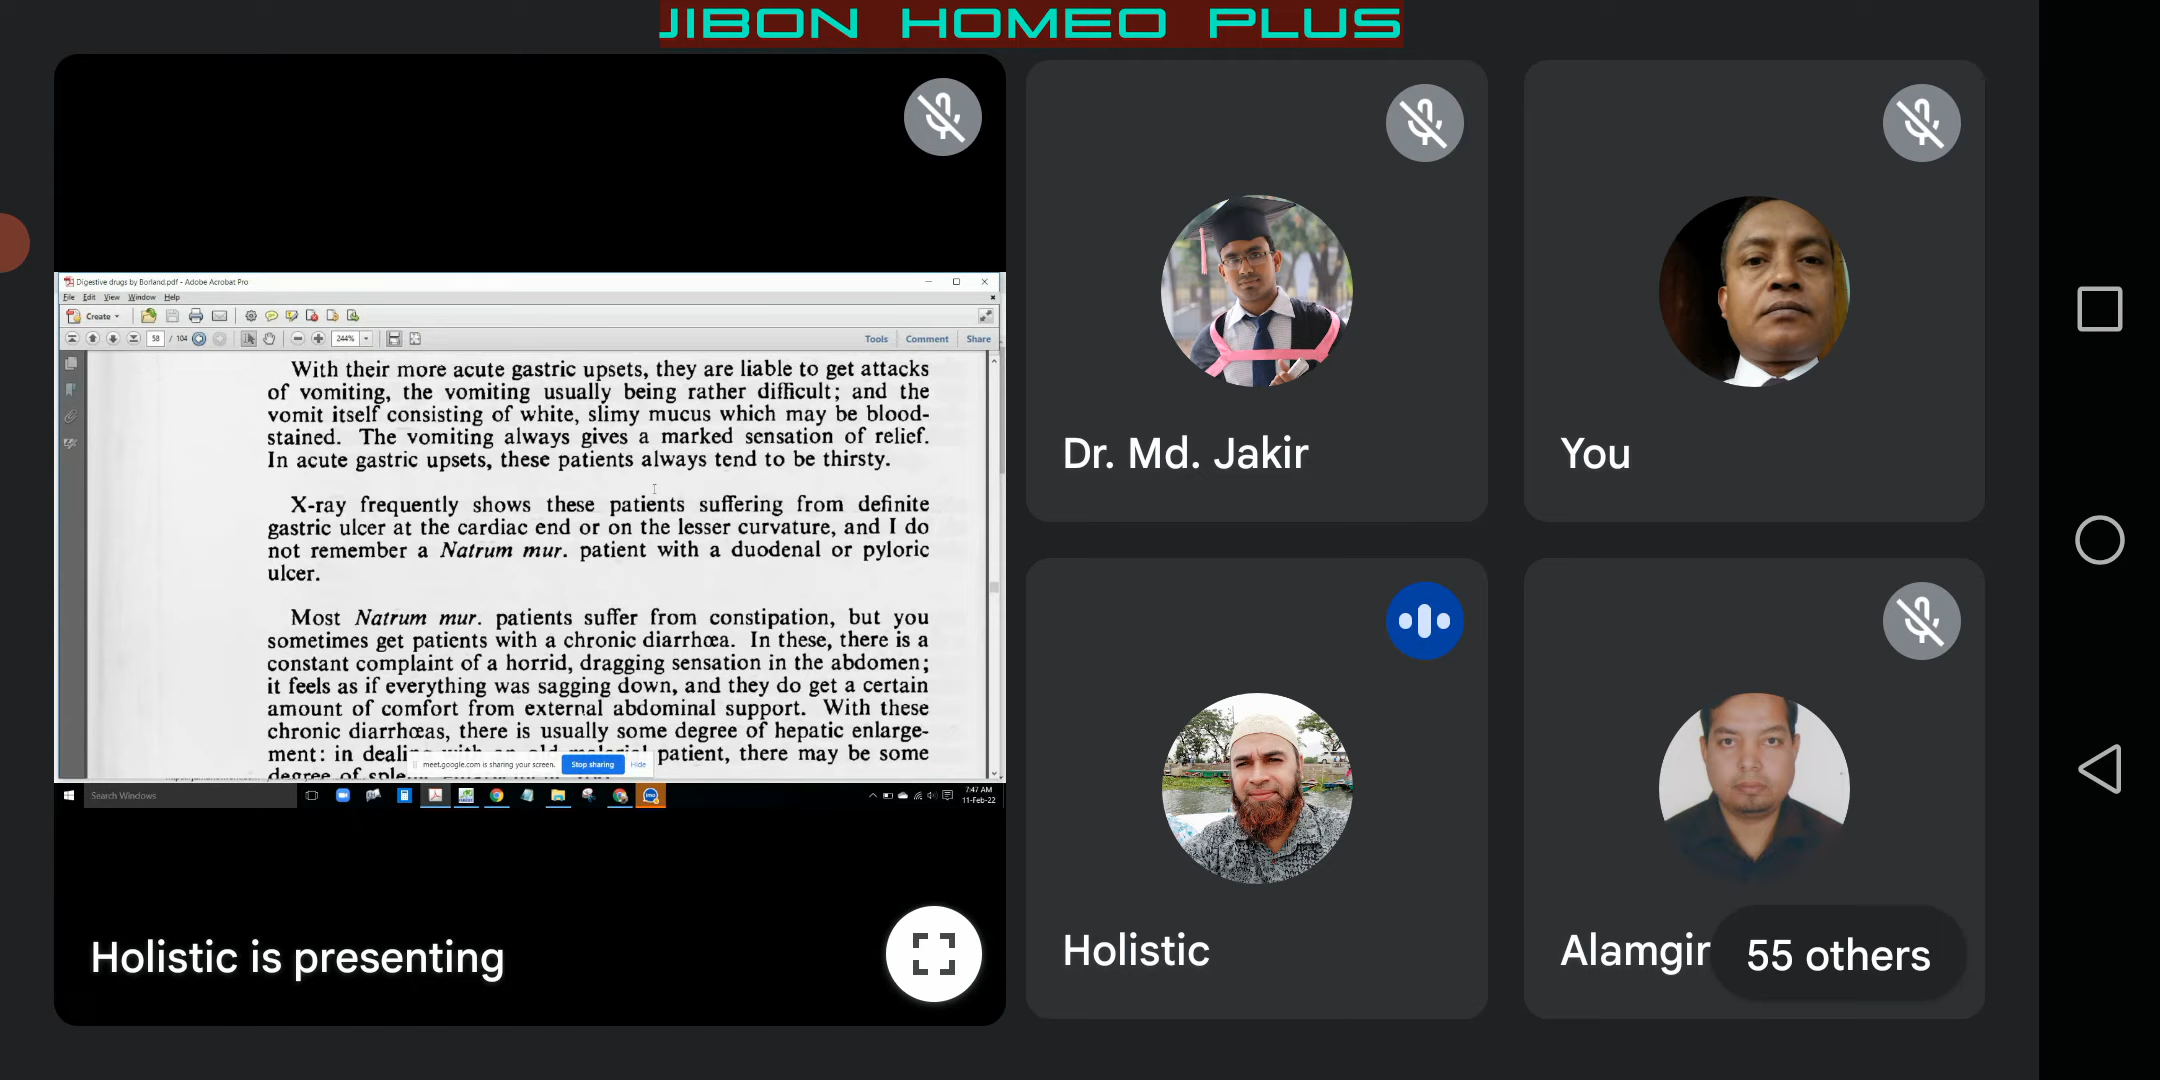 JIBON HOMEO PLUS
Digestive drugs by Borland.pdf - Adobe Acrobat Pro
File Edit View Window Help
Create
58 / 104 244% Tools Comment Share
With their more acute gastric upsets, they are liable to get attacks
of vomiting, the vomiting usually being rather difficult; and the
vomit itself consisting of white, slimy mucus which may be blood-
stained. The vomiting always gives a marked sensation of relief.
In acute gastric upsets, these patients always tend to be thirsty.
X-ray frequently shows these patients suffering from definite
gastric ulcer at the cardiac end or on the lesser curvature, and I do
not remember a Natrum mur. patient with a duodenal or pyloric
ulcer.
Most Natrum mur. patients suffer from constipation, but you
sometimes get patients with a chronic diarrhœa. In these, there is a
constant complaint of a horrid, dragging sensation in the abdomen;
it feels as if everything was sagging down, and they do get a certain
amount of comfort from external abdominal support. With these
chronic diarrhœas, there is usually some degree of hepatic enlarge-
ment: in dealing with an old malarial patient, there may be some
degree of
meet.google.com is sharing your screen. Stop sharing Hide
Search Windows
7:47 AM
11-Feb-22
Holistic is presenting
Dr. Md. Jakir
You
Holistic
Alamgir
55 others